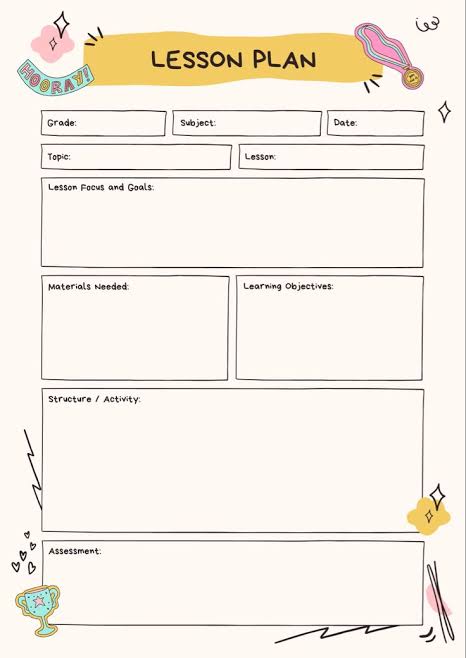 HOORAY!
LESSON PLAN
Grade:
Subject:
Date:
Topic:
Lesson:
Lesson Focus and Goals:
Materials Needed:
Learning Objectives:
Structure / Activity:
Assessment: